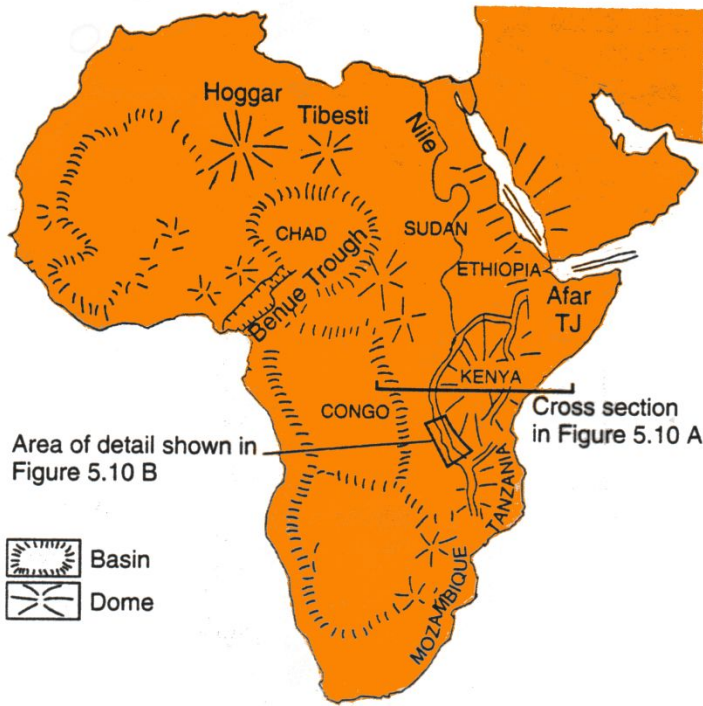 Hoggar
Tibesti
Nile
CHAD
SUDAN
Benue Trough
ETHIOPIA
Afar
TJ
KENYA
CONGO
Cross section
in Figure 5.10 A
Area of detail shown in
Figure 5.10 B
TANZANIA
MOZAMBIQUE
Basin
Dome